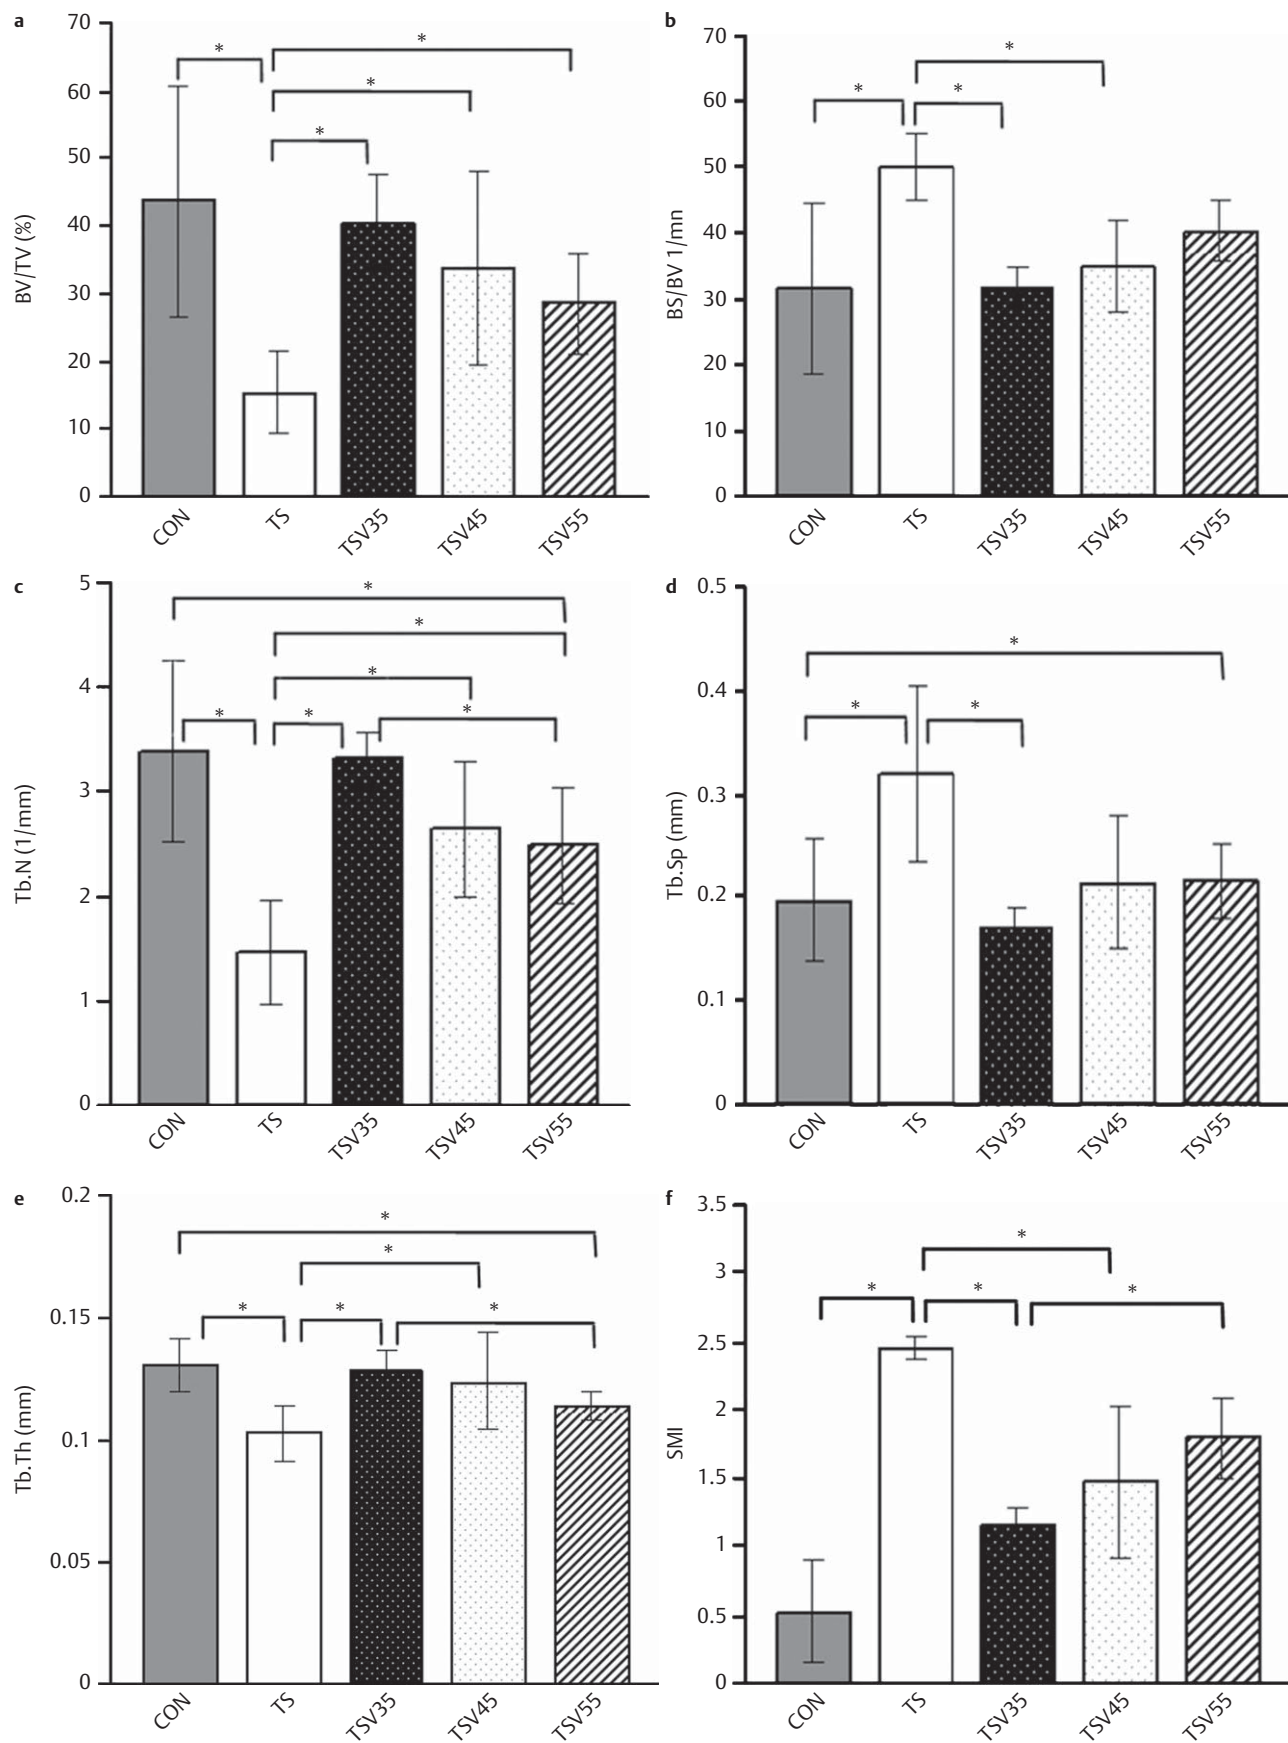 a
70
60
50
40
30
20
10
0
BV/TV (%)
*
*
*
*
CON
TS
TSV35
TSV45
TSV55
b
70
60
50
40
30
20
10
0
BS/BV 1/mn
*
*
*
CON
TS
TSV35
TSV45
TSV55
c
5
4
3
2
1
0
Tb.N (1/mm)
*
*
*
*
*
*
CON
TS
TSV35
TSV45
TSV55
d
0.5
0.4
0.3
0.2
0.1
0
Tb.Sp (mm)
*
*
*
CON
TS
TSV35
TSV45
TSV55
e
0.2
0.15
0.1
0.05
0
Tb.Th (mm)
*
*
*
*
*
CON
TS
TSV35
TSV45
TSV55
f
3.5
3
2.5
2
1.5
1
0.5
0
SMI
*
*
*
*
CON
TS
TSV35
TSV45
TSV55